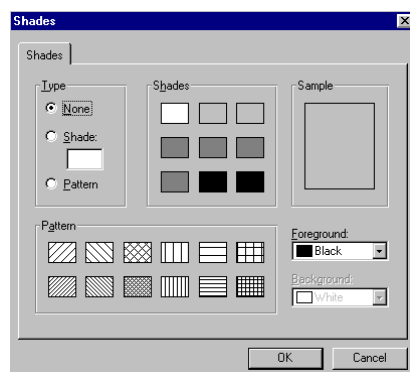 Shades
Shades
Type
None
Shade:
Pattern
Shades
Sample
Pattern
Foreground:
Black
Background:
White
OK
Cancel